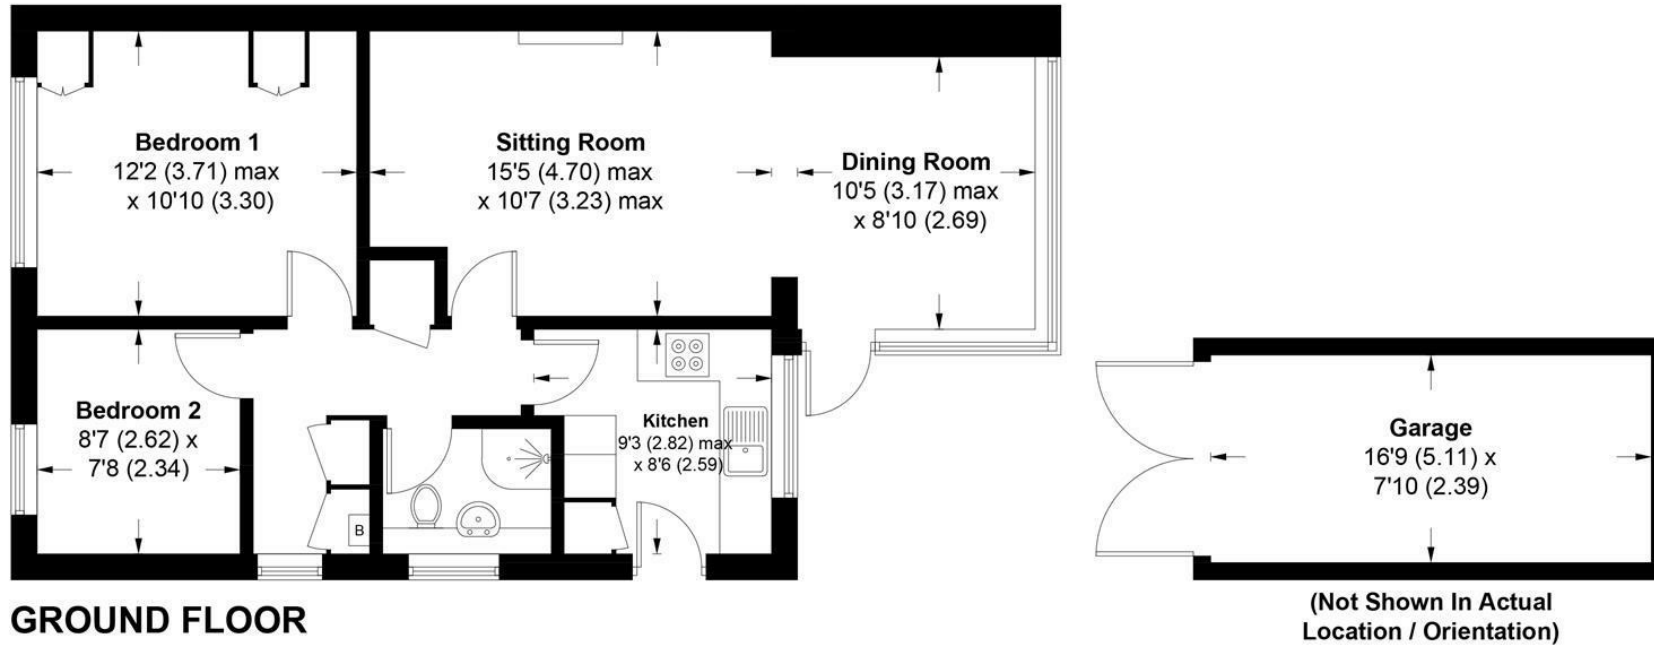 Bedroom 1
12'2 (3.71) max
x 10'10 (3.30)
Sitting Room
15'5 (4.70) max
x 10'7 (3.23) max
Dining Room
10'5 (3.17) max
x 8'10 (2.69)
Bedroom 2
8'7 (2.62) x
7'8 (2.34)
B
Kitchen
9'3 (2.82) max
x 8'6 (2.59)
Garage
16'9 (5.11) x
7'10 (2.39)
GROUND FLOOR
(Not Shown In Actual
Location / Orientation)